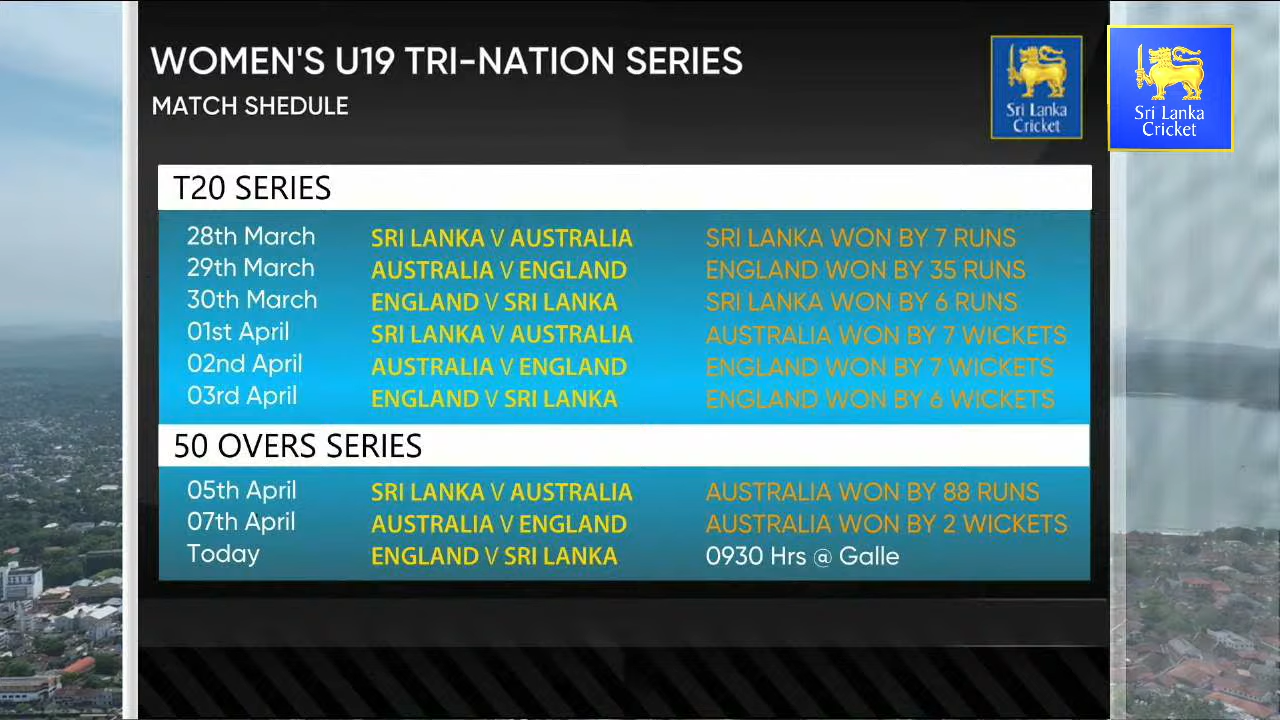 WOMEN'S U19 TRI-NATION SERIES
MATCH SHEDULE
Sri Lanka
Cricket
Sri Lanka
Cricket
T20 SERIES
28th March SRI LANKA V AUSTRALIA SRI LANKA WON BY 7 RUNS
29th March AUSTRALIA V ENGLAND ENGLAND WON BY 35 RUNS
30th March ENGLAND V SRI LANKA SRI LANKA WON BY 6 RUNS
01st April SRI LANKA V AUSTRALIA AUSTRALIA WON BY 7 WICKETS
02nd April AUSTRALIA V ENGLAND ENGLAND WON BY 7 WICKETS
03rd April ENGLAND V SRI LANKA ENGLAND WON BY 6 WICKETS
50 OVERS SERIES
05th April SRI LANKA V AUSTRALIA AUSTRALIA WON BY 88 RUNS
07th April AUSTRALIA V ENGLAND AUSTRALIA WON BY 2 WICKETS
Today ENGLAND V SRI LANKA 0930 Hrs @ Galle